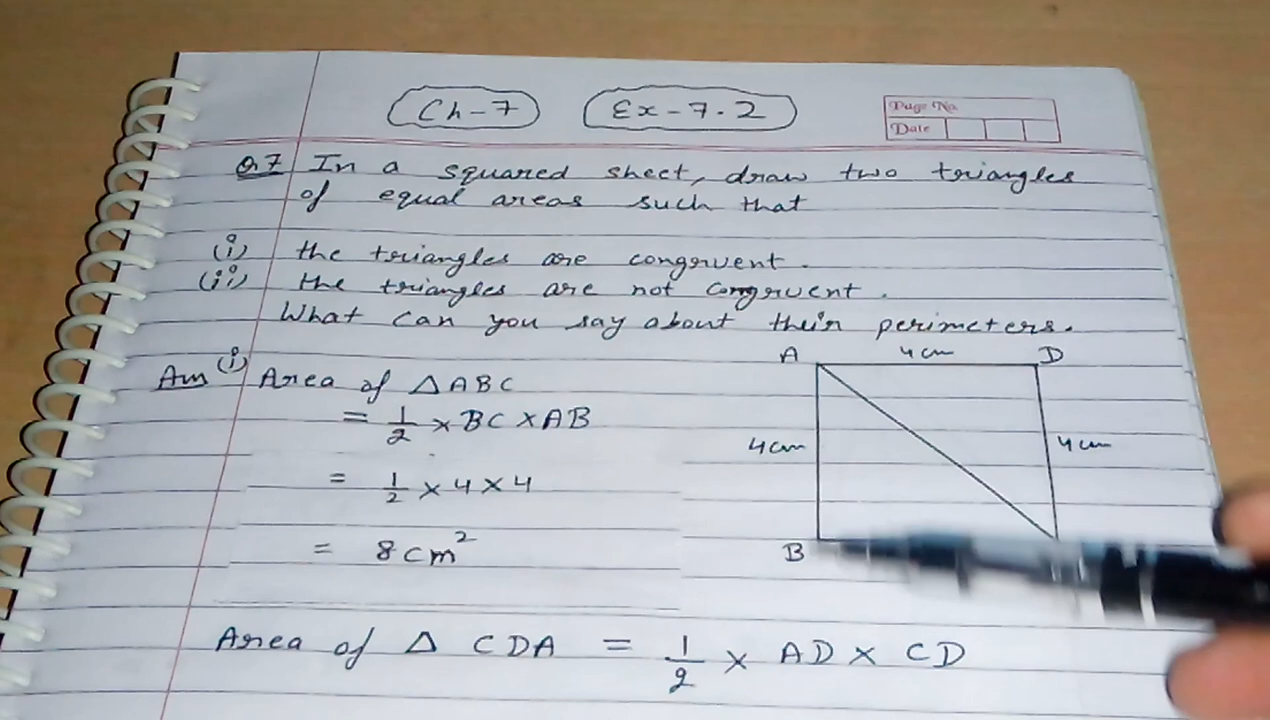 Ch-7 Ex-7.2
Page No.
Date
Q7 In a squared sheet, draw two triangles
of equal areas such that
(i) the triangles are congruent.
(ii) the triangles are not congruent.
What can you say about their perimeters.
A 4cm D
Ans (i) Area of △ABC
= 1/2 × BC × AB
4cm 4cm
= 1/2 × 4 × 4
= 8cm²
B
Area of △ CDA = 1/2 × AD × CD